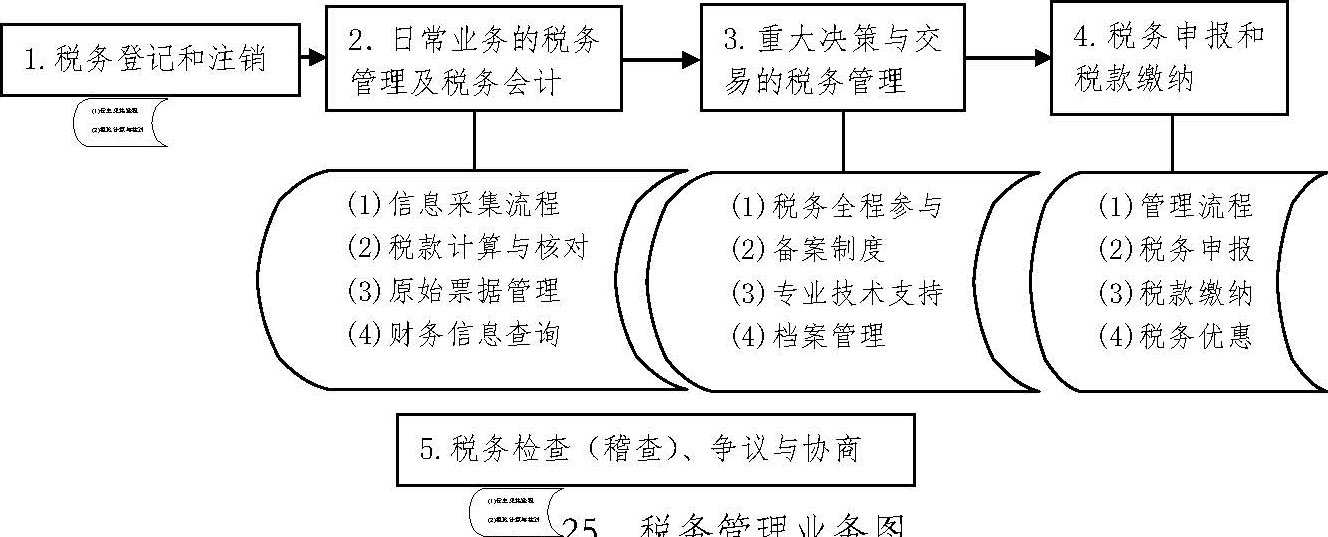 1.税务登记和注销
2. 日常业务的税务
管理及税务会计
3.重大决策与交
易的税务管理
4.税务申报和
税款缴纳
(1)信息采集流程
(2)税款计算与核对
(3)原始票据管理
(4)财务信息查询
(1)税务全程参与
(2)备案制度
(3)专业技术支持
(4)档案管理
(1)管理流程
(2)税务申报
(3)税款缴纳
(4)税务优惠
5.税务检查（稽查）、争议与协商
25 税务管理业务图